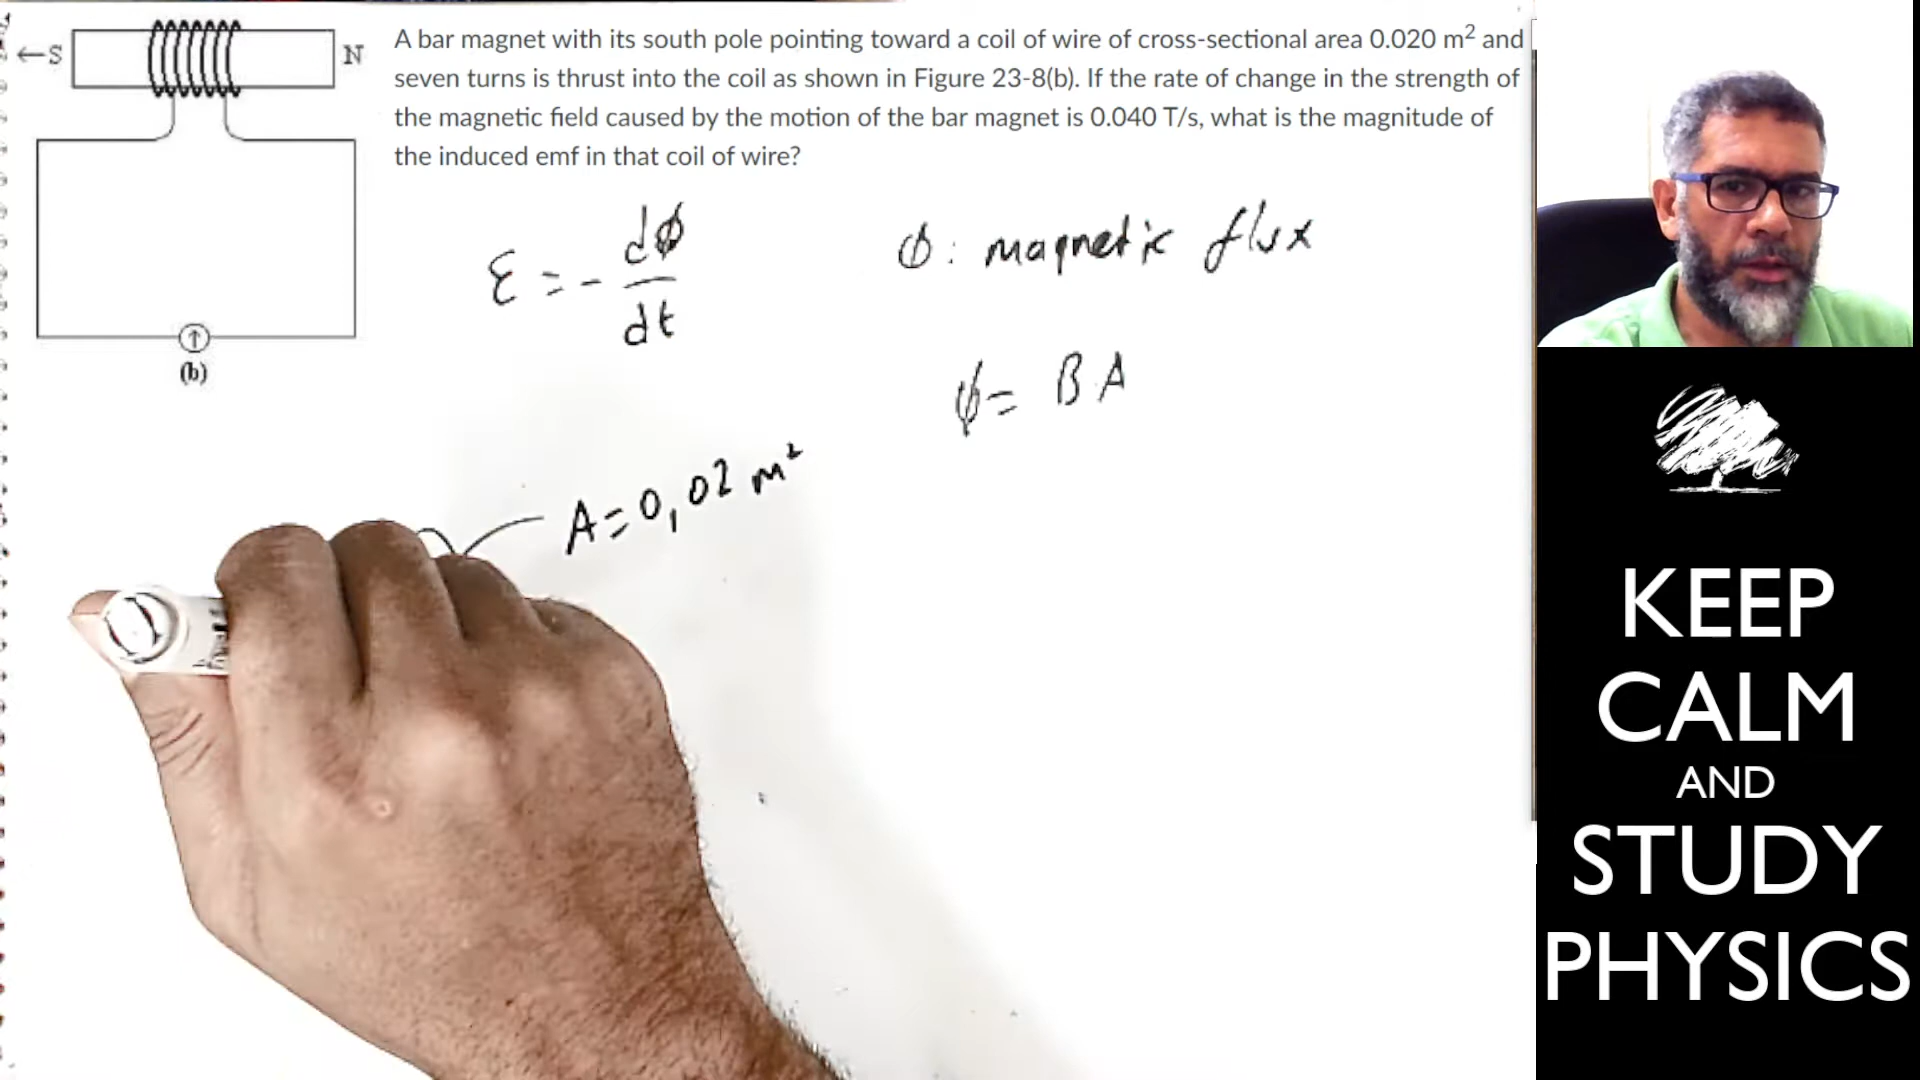 ←S
N
(b)
A bar magnet with its south pole pointing toward a coil of wire of cross-sectional area 0.020 m² and
seven turns is thrust into the coil as shown in Figure 23-8(b). If the rate of change in the strength of
the magnetic field caused by the motion of the bar magnet is 0.040 T/s, what is the magnitude of
the induced emf in that coil of wire?
ℰ = - dϕ/dt
ϕ: magnetic flux
ϕ = BA
A = 0,02 m²
KEEP
CALM
AND
STUDY
PHYSICS